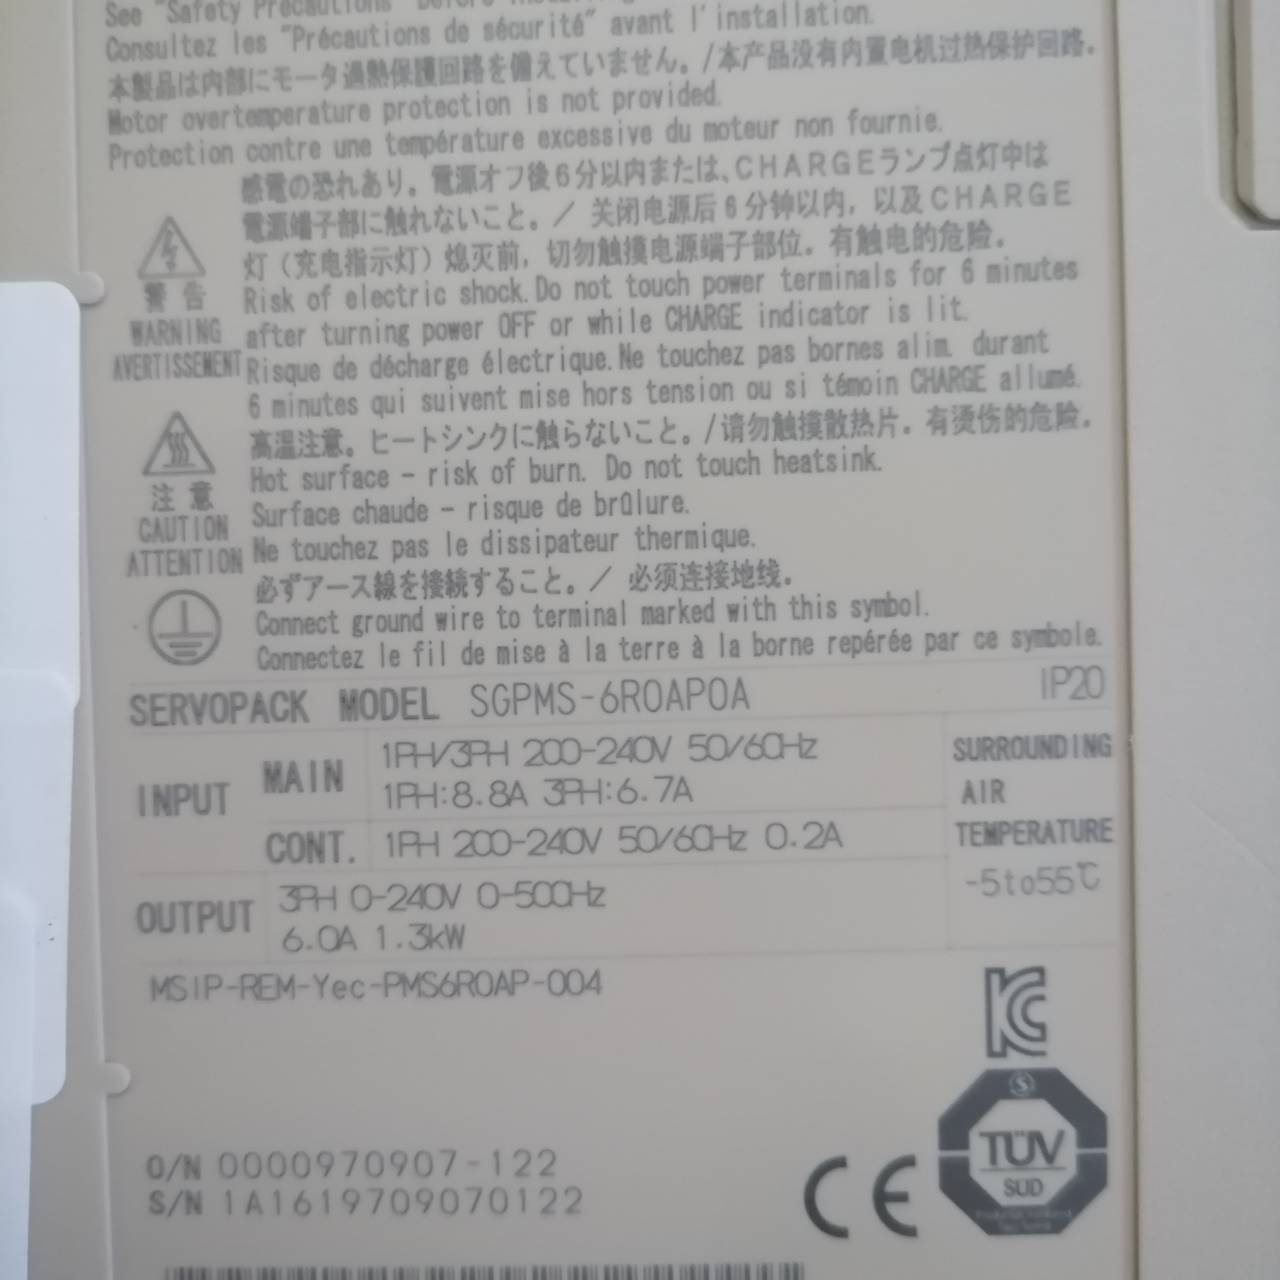 See "Safety Precautions" before
Consultez les "Précautions de sécurité" avant l'installation.
本製品は内部にモータ過熱保護回路を備えていません。/本产品没有内置电机过热保护回路。
Motor overtemperature protection is not provided.
Protection contre une température excessive du moteur non fournie.
感電の恐れあり。電源オフ後6分以内または、CHARGEランプ点灯中は
電源端子部に触れないこと。/ 关闭电源后6分钟以内,以及CHARGE
灯(充电指示灯)熄灭前,切勿触摸电源端子部位。有触电的危险。
警告
Risk of electric shock. Do not touch power terminals for 6 minutes
WARNING after turning power OFF or while CHARGE indicator is lit.
AVERTISSEMENT Risque de décharge électrique. Ne touchez pas bornes alim. durant
6 minutes qui suivent mise hors tension ou si témoin CHARGE allumé.
高温注意。ヒートシンクに触らないこと。/请勿触摸散热片。有烫伤的危险。
Hot surface - risk of burn. Do not touch heatsink.
注意
Surface chaude - risque de brûlure.
CAUTION
ATTENTION Ne touchez pas le dissipateur thermique.
必ずアース線を接続すること。/ 必须连接地线。
Connect ground wire to terminal marked with this symbol.
Connectez le fil de mise à la terre à la borne repérée par ce symbole.
SERVOPACK MODEL SGPMS-6R0AP0A IP20
INPUT MAIN 1PH/3PH 200-240V 50/60Hz
1PH:8.8A 3PH:6.7A
CONT. 1PH 200-240V 50/60Hz 0.2A
SURROUNDING
AIR
TEMPERATURE
-5to55℃
OUTPUT 3PH 0-240V 0-500Hz
6.0A 1.3kW
MSIP-REM-Yec-PMS6R0AP-004
KC
S
TÜV
SÜD
O/N 0000970907-122
S/N 1A1619709070122
CE